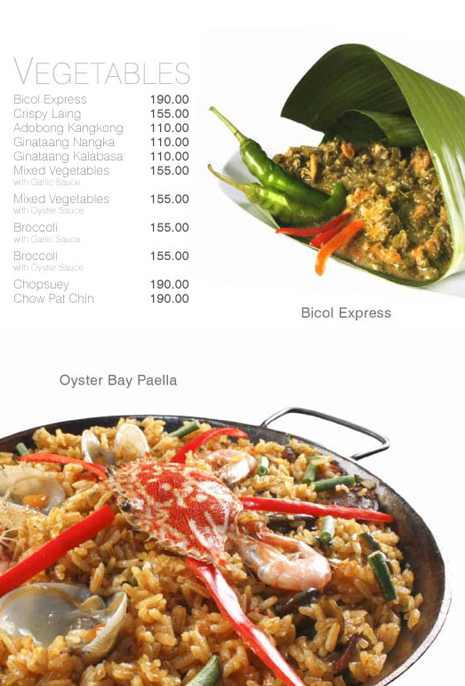 VEGETABLES
Bicol Express 190.00
Crispy Laing 155.00
Adobong Kangkong 110.00
Ginataang Nangka 110.00
Ginataang Kalabasa 110.00
Mixed Vegetables 155.00
with Garlic Sauce
Mixed Vegetables 155.00
with Oyster Sauce
Broccoli 155.00
with Garlic Sauce
Broccoli 155.00
with Oyster Sauce
Chopsuey 190.00
Chow Pat Chin 190.00
Bicol Express
Oyster Bay Paella